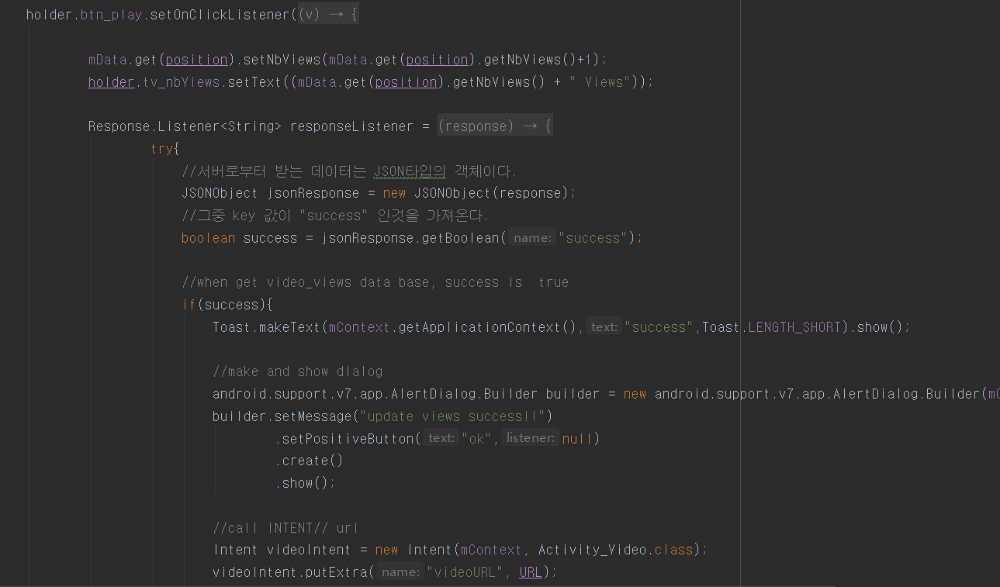 holder.btn_play.setOnClickListener((v) → {
mData.get(position).setNbViews(mData.get(position).getNbViews()+1);
holder.tv_nbViews.setText((mData.get(position).getNbViews() + " Views"));
Response.Listener<String> responseListener = (response) → {
try{
//서버로부터 받는 데이터는 JSON타입의 객체이다.
JSONObject jsonResponse = new JSONObject(response);
//그중 key 값이 "success" 인것을 가져온다.
boolean success = jsonResponse.getBoolean( name: "success");
//when get video_views data base, success is  true
if(success){
Toast.makeText(mContext.getApplicationContext(), text: "success",Toast.LENGTH_SHORT).show();
//make and show dialog
android.support.v7.app.AlertDialog.Builder builder = new android.support.v7.app.AlertDialog.Builder(mC
builder.setMessage("update views success!!")
.setPositiveButton( text: "ok", listener: null)
.create()
.show();
//call INTENT// url
Intent videoIntent = new Intent(mContext, Activity_Video.class);
videoIntent.putExtra( name: "videoURL", URL);